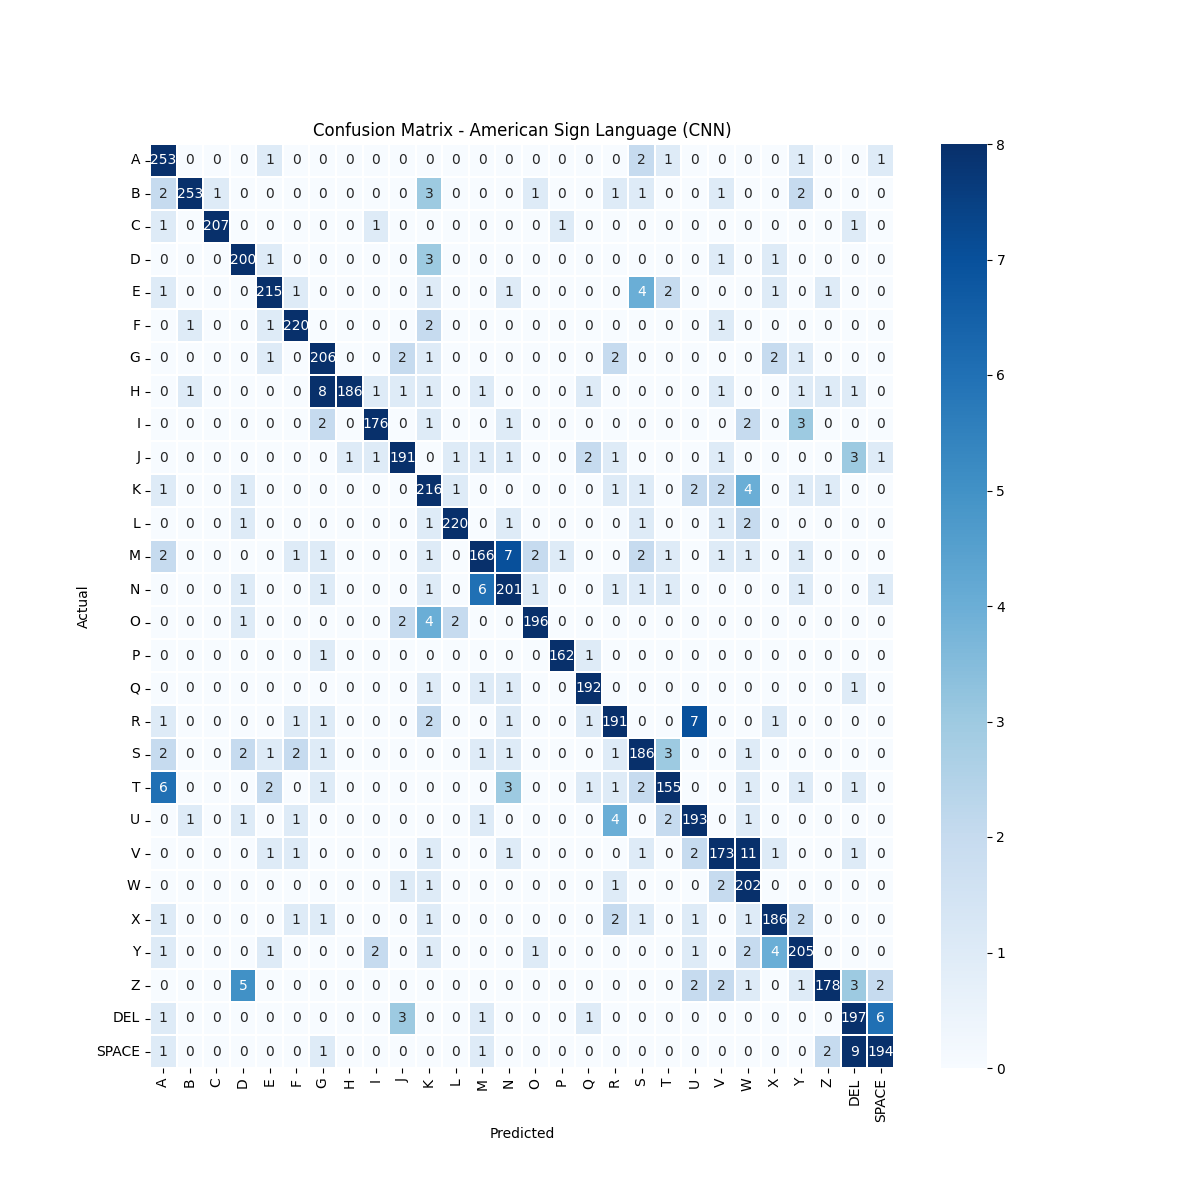 Confusion Matrix - American Sign Language (CNN)
A 253 0 0 0 1 0 0 0 0 0 0 0 0 0 0 0 0 0 2 1 0 0 0 0 1 0 0 1
B 2 253 1 0 0 0 0 0 0 0 3 0 0 0 1 0 0 1 1 0 0 1 0 0 2 0 0 0
C 1 0 207 0 0 0 0 0 1 0 0 0 0 0 0 1 0 0 0 0 0 0 0 0 0 0 1 0
D 0 0 0 200 1 0 0 0 0 0 3 0 0 0 0 0 0 0 0 0 0 1 0 1 0 0 0 0
E 1 0 0 0 215 1 0 0 0 0 1 0 0 1 0 0 0 0 4 2 0 0 0 1 0 1 0 0
F 0 1 0 0 1 220 0 0 0 0 2 0 0 0 0 0 0 0 0 0 0 1 0 0 0 0 0 0
G 0 0 0 0 1 0 206 0 0 2 1 0 0 0 0 0 0 2 0 0 0 0 0 2 1 0 0 0
H 0 1 0 0 0 0 8 186 1 1 1 0 1 0 0 0 1 0 0 0 0 1 0 0 1 1 1 0
I 0 0 0 0 0 0 2 0 176 0 1 0 0 1 0 0 0 0 0 0 0 0 2 0 3 0 0 0
J 0 0 0 0 0 0 0 1 1 191 0 1 1 1 0 0 2 1 0 0 0 1 0 0 0 0 3 1
K 1 0 0 1 0 0 0 0 0 0 216 1 0 0 0 0 0 1 1 0 2 2 4 0 1 1 0 0
L 0 0 0 1 0 0 0 0 0 0 1 220 0 1 0 0 0 0 1 0 0 1 2 0 0 0 0 0
M 2 0 0 0 0 1 1 0 0 0 1 0 166 7 2 1 0 0 2 1 0 1 1 0 1 0 0 0
N 0 0 0 1 0 0 1 0 0 0 1 0 6 201 1 0 0 1 1 1 0 0 0 0 1 0 0 1
O 0 0 0 1 0 0 0 0 0 2 4 2 0 0 196 0 0 0 0 0 0 0 0 0 0 0 0 0
P 0 0 0 0 0 0 1 0 0 0 0 0 0 0 0 162 1 0 0 0 0 0 0 0 0 0 0 0
Q 0 0 0 0 0 0 0 0 0 0 1 0 1 1 0 0 192 0 0 0 0 0 0 0 0 0 1 0
R 1 0 0 0 0 1 1 0 0 0 2 0 0 1 0 0 1 191 0 0 7 0 0 1 0 0 0 0
S 2 0 0 2 1 2 1 0 0 0 0 0 1 1 0 0 0 1 186 3 0 0 1 0 0 0 0 0
T 6 0 0 0 2 0 1 0 0 0 0 0 0 3 0 0 1 1 2 155 0 0 1 0 1 0 1 0
U 0 1 0 1 0 1 0 0 0 0 0 0 1 0 0 0 0 4 0 2 193 0 1 0 0 0 0 0
V 0 0 0 0 1 1 0 0 0 0 1 0 0 1 0 0 0 0 1 0 2 173 11 1 0 0 1 0
W 0 0 0 0 0 0 0 0 0 1 1 0 0 0 0 0 0 1 0 0 0 2 202 0 0 0 0 0
X 1 0 0 0 0 1 1 0 0 0 1 0 0 0 0 0 0 2 1 0 1 0 1 186 2 0 0 0
Y 1 0 0 0 1 0 0 0 2 0 1 0 0 0 1 0 0 0 0 0 1 0 2 4 205 0 0 0
Z 0 0 0 5 0 0 0 0 0 0 0 0 0 0 0 0 0 0 0 0 2 2 1 0 1 178 3 2
DEL 1 0 0 0 0 0 0 0 0 3 0 0 1 0 0 0 1 0 0 0 0 0 0 0 0 0 197 6
SPACE 1 0 0 0 0 0 1 0 0 0 0 0 1 0 0 0 0 0 0 0 0 0 0 0 0 2 9 194
A B C D E F G H I J K L M N O P Q R S T U V W X Y Z DEL SPACE
Predicted
Actual
8
7
6
5
4
3
2
1
0